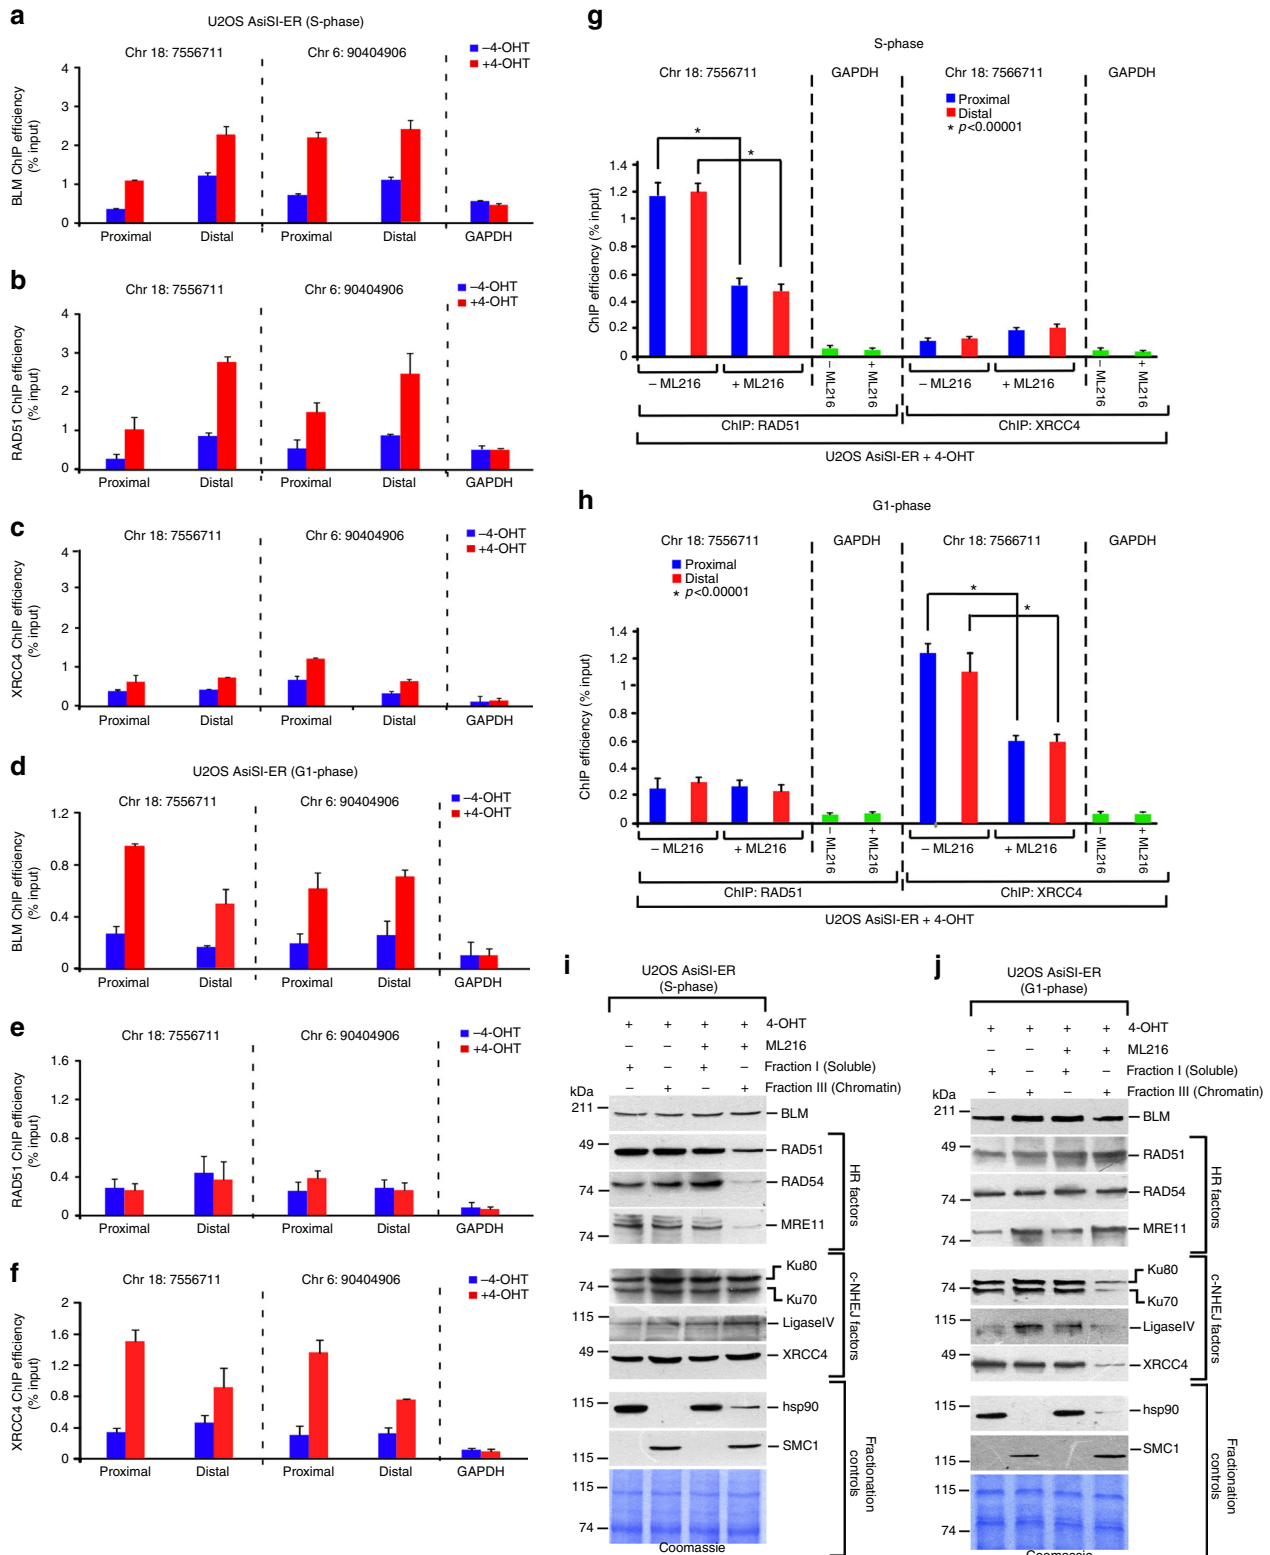 a
U2OS AsiSI-ER (S-phase)
Chr 18: 7556711
Chr 6: 90404906
–4-OHT
+4-OHT
BLM ChIP efficiency
(% input)
4
3
2
1
0
Proximal
Distal
Proximal
Distal
GAPDH
b
Chr 18: 7556711
Chr 6: 90404906
–4-OHT
+4-OHT
RAD51 ChIP efficiency
(% input)
4
3
2
1
0
Proximal
Distal
Proximal
Distal
GAPDH
c
Chr 18: 7556711
Chr 6: 90404906
–4-OHT
+4-OHT
XRCC4 ChIP efficiency
(% input)
4
3
2
1
0
Proximal
Distal
Proximal
Distal
GAPDH
d
U2OS AsiSI-ER (G1-phase)
Chr 18: 7556711
Chr 6: 90404906
–4-OHT
+4-OHT
BLM ChIP efficiency
(% input)
1.2
0.8
0.4
0
Proximal
Distal
Proximal
Distal
GAPDH
e
Chr 18: 7556711
Chr 6: 90404906
–4-OHT
+4-OHT
RAD51 ChIP efficiency
(% input)
1.6
1.2
0.8
0.4
0
Proximal
Distal
Proximal
Distal
GAPDH
f
Chr 18: 7556711
Chr 6: 90404906
–4-OHT
+4-OHT
XRCC4 ChIP efficiency
(% input)
2
1.6
1.2
0.8
0.4
0
Proximal
Distal
Proximal
Distal
GAPDH
g
S-phase
Chr 18: 7556711
GAPDH
Chr 18: 7566711
GAPDH
Proximal
Distal
* p<0.00001
*
*
ChIP efficiency (% input)
1.4
1.2
1
0.8
0.6
0.4
0.2
0
– ML216
+ ML216
– ML216
+ ML216
– ML216
+ ML216
– ML216
+ ML216
ChIP: RAD51
ChIP: XRCC4
U2OS AsiSI-ER + 4-OHT
h
G1-phase
Chr 18: 7556711
GAPDH
Chr 18: 7566711
GAPDH
Proximal
Distal
* p<0.00001
*
*
ChIP efficiency (% input)
1.4
1.2
1
0.8
0.6
0.4
0.2
0
– ML216
+ ML216
– ML216
+ ML216
– ML216
+ ML216
– ML216
+ ML216
ChIP: RAD51
ChIP: XRCC4
U2OS AsiSI-ER + 4-OHT
i
U2OS AsiSI-ER
(S-phase)
+ + + + 4-OHT
– – + + ML216
+ – + – Fraction I (Soluble)
– + – + Fraction III (Chromatin)
kDa
211
BLM
49
RAD51
74
RAD54
74
MRE11
HR factors
74
Ku80
Ku70
115
LigaseIV
49
XRCC4
c-NHEJ factors
115
hsp90
115
SMC1
115
74
Fractionation
controls
Coomassie
j
U2OS AsiSI-ER
(G1-phase)
+ + + + 4-OHT
– – + + ML216
+ – + – Fraction I (Soluble)
– + – + Fraction III (Chromatin)
kDa
211
BLM
49
RAD51
74
RAD54
74
MRE11
HR factors
74
Ku80
Ku70
115
LigaseIV
49
XRCC4
c-NHEJ factors
115
hsp90
115
SMC1
115
74
Fractionation
controls
Coomassie